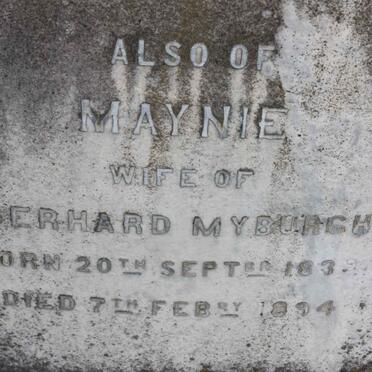 ALSO OF
MAYNIE
WIFE OF
ERHARD MYBURGH
ORN 20TH SEPTBR
DIED 7TH FEBRY 1894